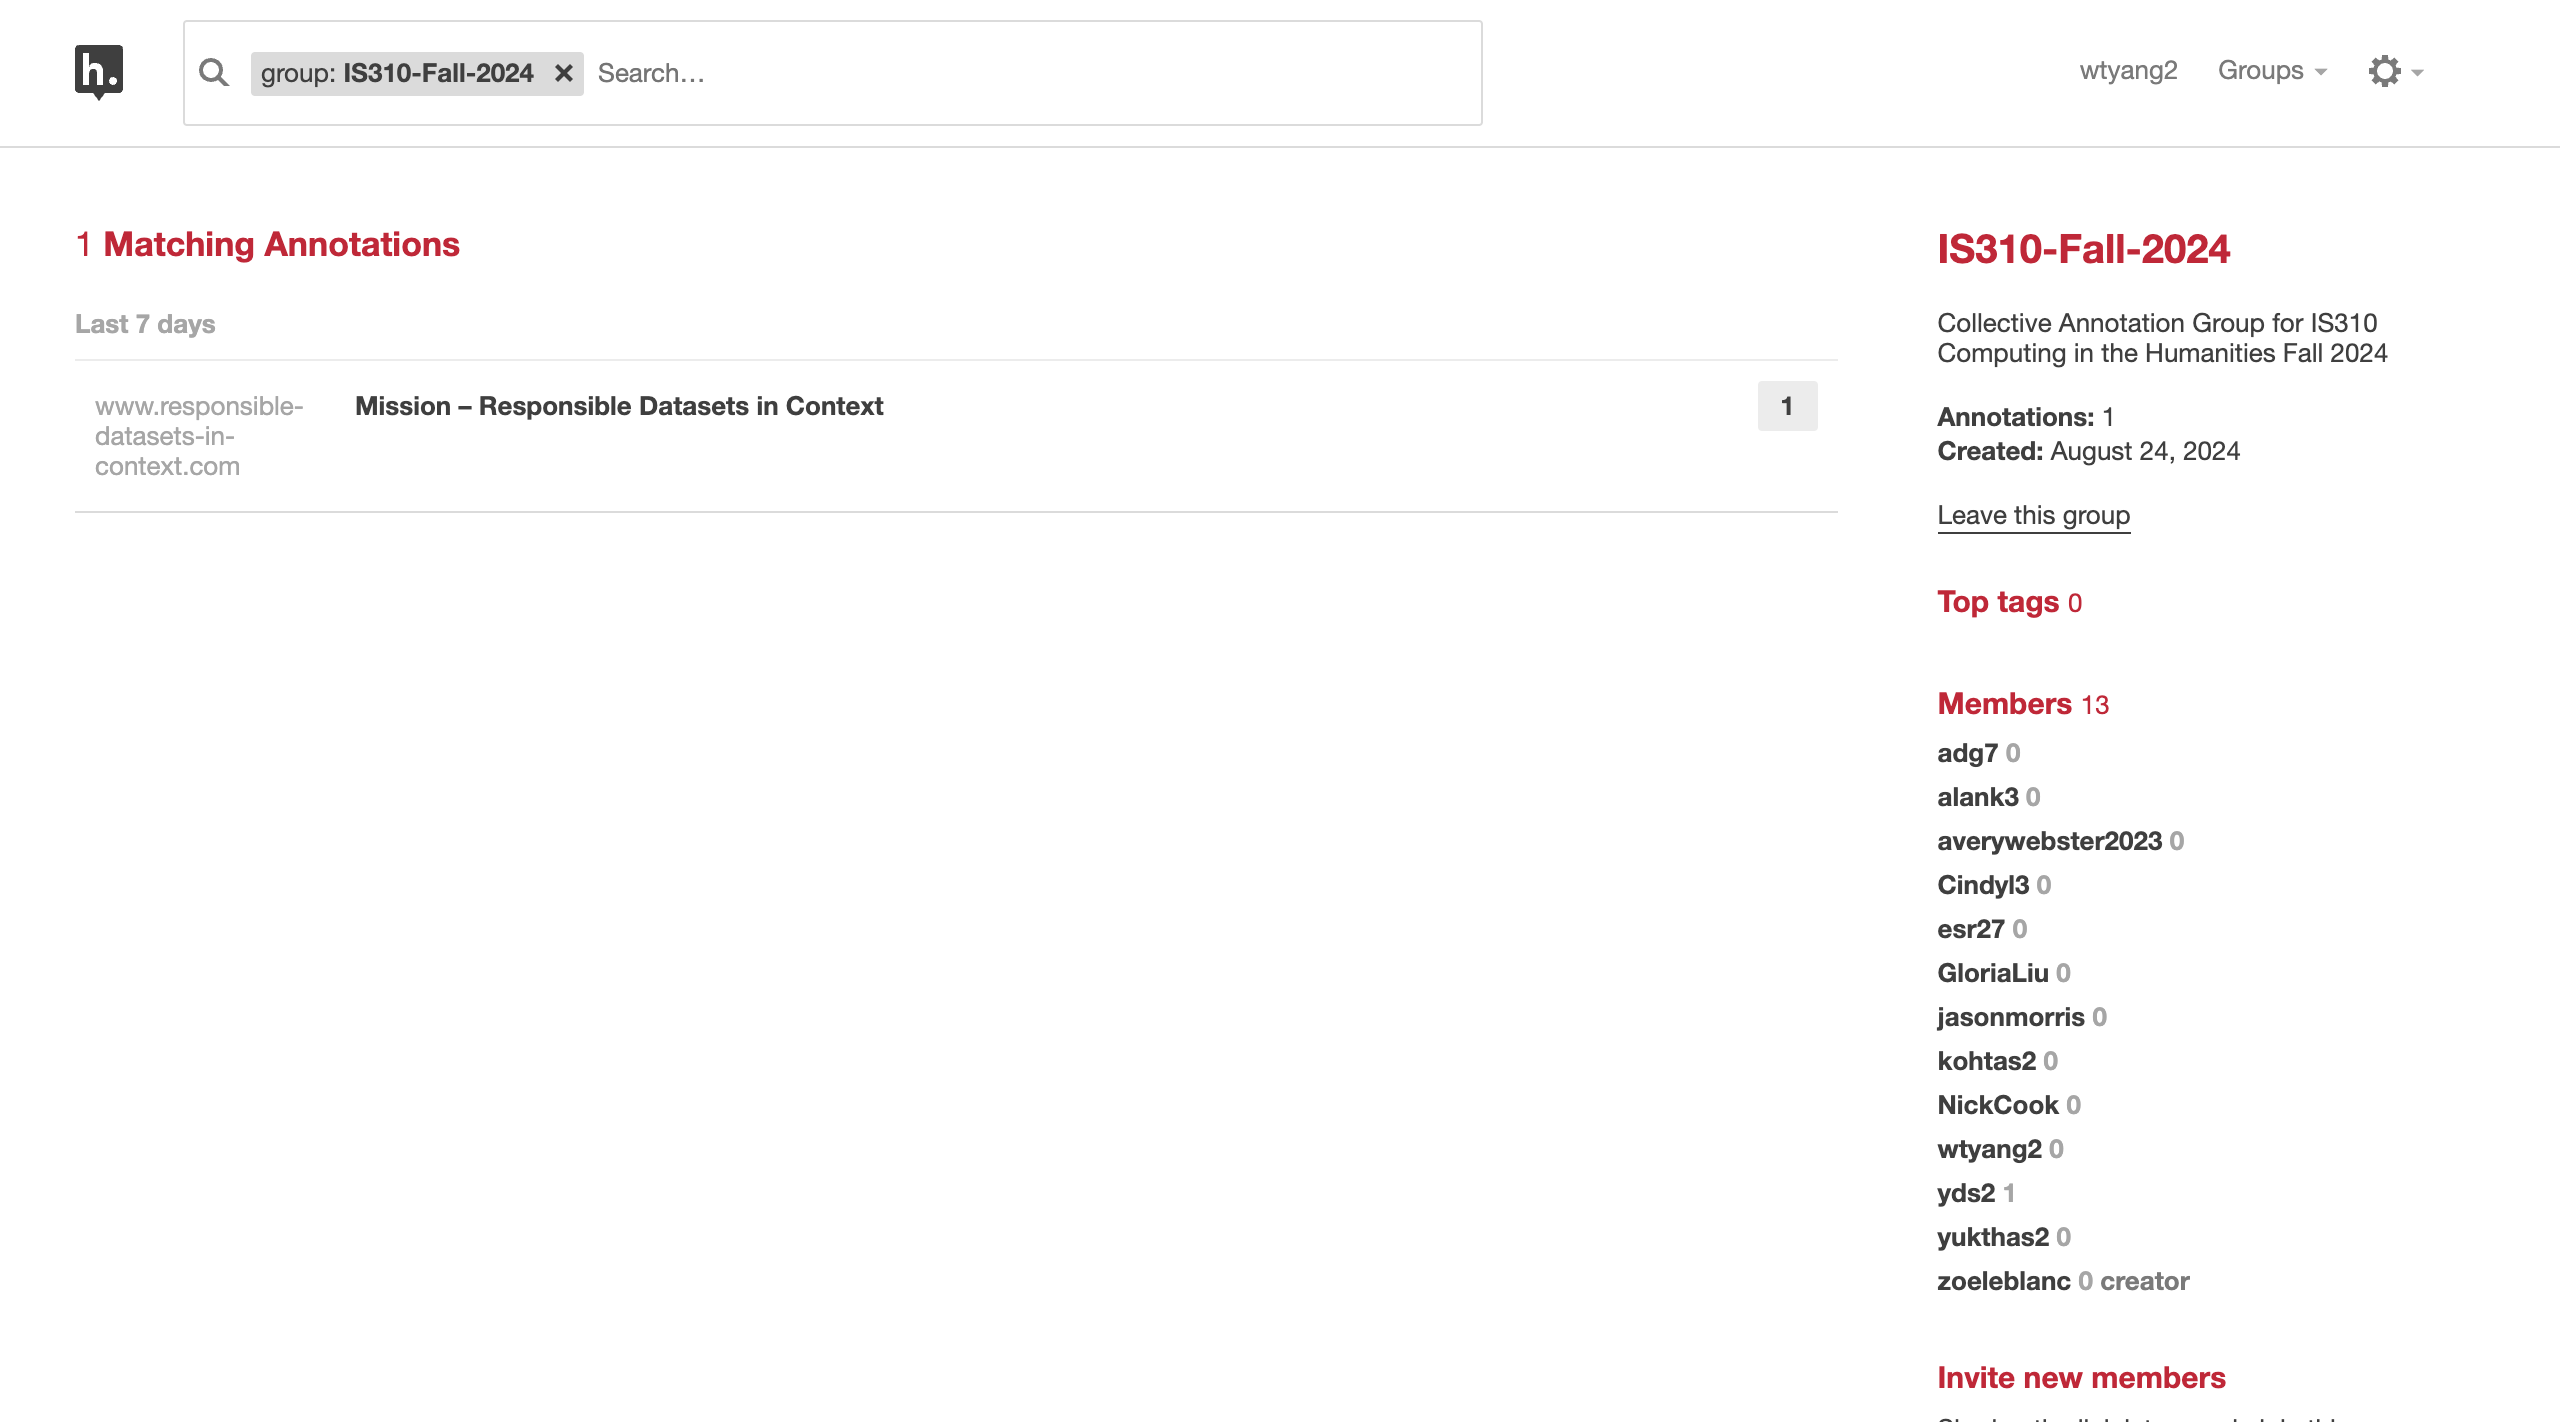 h.
group: IS310-Fall-2024 × Search...
wtyang2 Groups
1 Matching Annotations
Last 7 days
www.responsible-
datasets-in-
context.com
Mission – Responsible Datasets in Context
1
IS310-Fall-2024
Collective Annotation Group for IS310
Computing in the Humanities Fall 2024
Annotations: 1
Created: August 24, 2024
Leave this group
Top tags 0
Members 13
adg7 0
alank3 0
averywebster2023 0
Cindyl3 0
esr27 0
GloriaLiu 0
jasonmorris 0
kohtas2 0
NickCook 0
wtyang2 0
yds2 1
yukthas2 0
zoeleblanc 0 creator
Invite new members